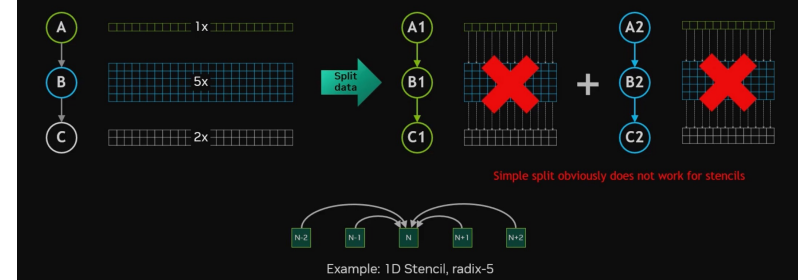 A
1x
A1
A2
B
5x
Split
data
B1
+
B2
C
2x
C1
C2
Simple split obviously does not work for stencils
N-2
N-1
N
N+1
N+2
Example: 1D Stencil, radix-5